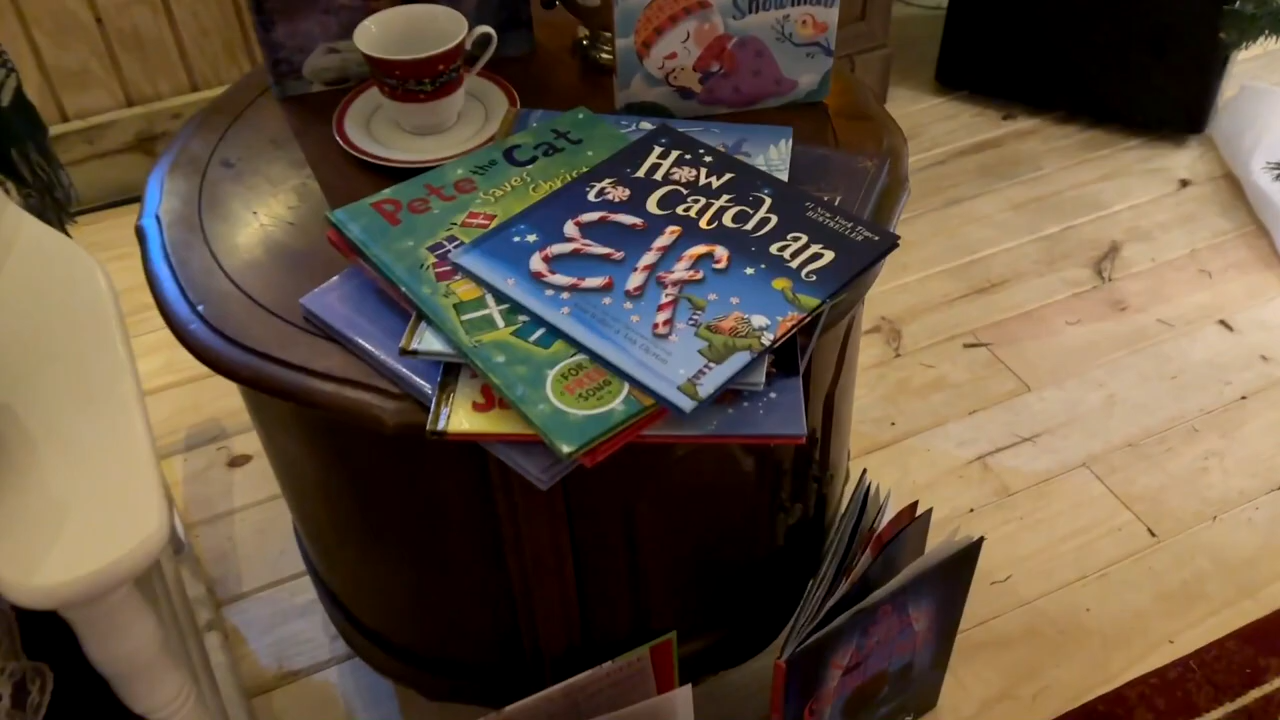 Snowman
Pete the Cat
Saves
How
to Catch an
Elf
#1 New York Times
BESTSELLER
FOR
FREE
SONG